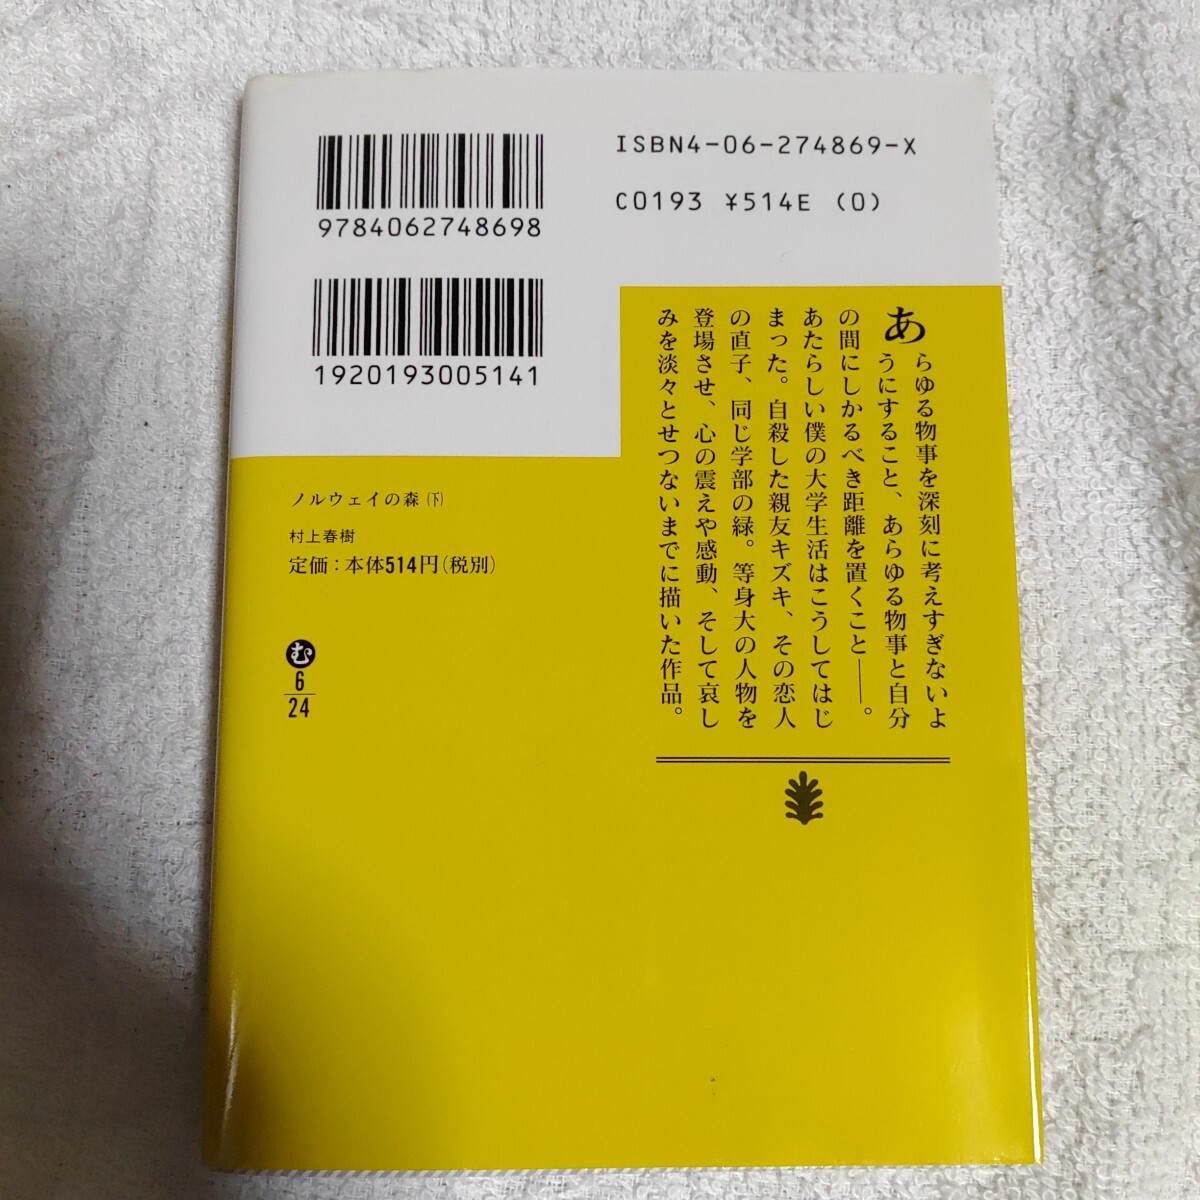 9784062748698
ISBN4-06-274869-X
C0193 ¥514E (0)
1920193005141
あらゆる物事を深刻に考えすぎないよ
うにすること、あらゆる物事と自分
の間にしかるべき距離を置くこと――。
あたらしい僕の大学生活はこうしてはじ
まった。自殺した親友キズキ、その恋人
の直子、同じ学部の緑。等身大の人物を
登場させ、心の震えや感動、そして哀し
みを淡々とせつないまでに描いた作品。
ノルウェイの森(下)
村上春樹
定価:本体514円(税別)
む
6
24